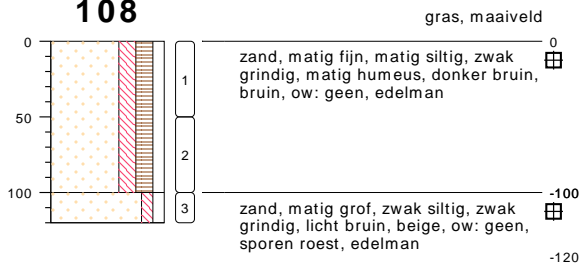 108
gras, maaiveld
0
0
zand, matig fijn, matig siltig, zwak
grindig, matig humeus, donker bruin,
bruin, ow: geen, edelman
1
50
2
100
-100
3
zand, matig grof, zwak siltig, zwak
grindig, licht bruin, beige, ow: geen,
sporen roest, edelman
-120